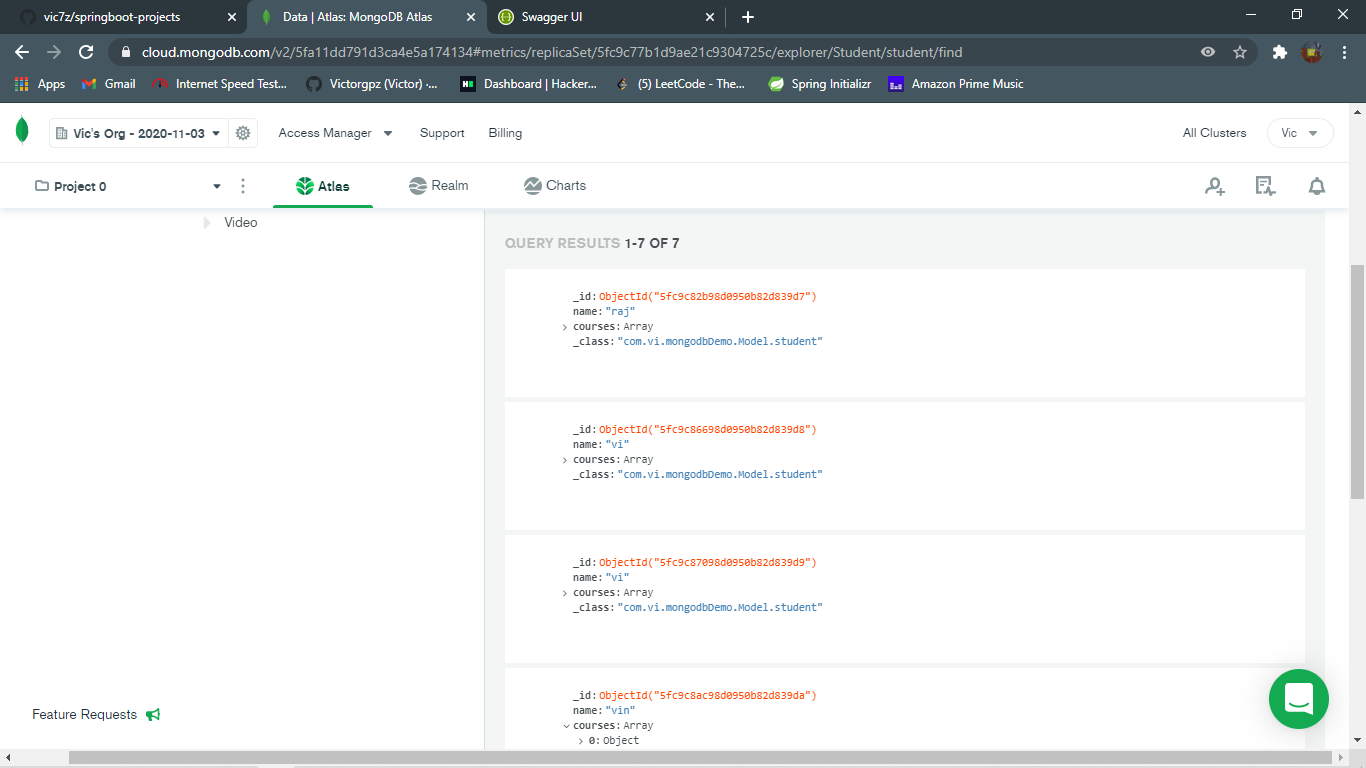 vic7z/springboot-projects
Data | Atlas: MongoDB Atlas
Swagger UI
cloud.mongodb.com/v2/5fa11dd791d3ca4e5a174134#metrics/replicaSet/5fc9c77b1d9ae21c9304725c/explorer/Student/student/find
Apps
Gmail
Internet Speed Test...
Victorgpz (Victor) ·...
Dashboard | Hacker...
(5) LeetCode - The...
Spring Initializr
Amazon Prime Music
Vic's Org - 2020-11-03
Access Manager
Support
Billing
All Clusters
Vic
Project 0
Atlas
Realm
Charts
Video
QUERY RESULTS 1-7 OF 7
_id: ObjectId("5fc9c82b98d0950b82d839d7")
name: "raj"
courses: Array
_class: "com.vi.mongodbDemo.Model.student"
_id: ObjectId("5fc9c86698d0950b82d839d8")
name: "vi"
courses: Array
_class: "com.vi.mongodbDemo.Model.student"
_id: ObjectId("5fc9c87098d0950b82d839d9")
name: "vi"
courses: Array
_class: "com.vi.mongodbDemo.Model.student"
_id: ObjectId("5fc9c8ac98d0950b82d839da")
name: "vin"
courses: Array
0: Object
Feature Requests